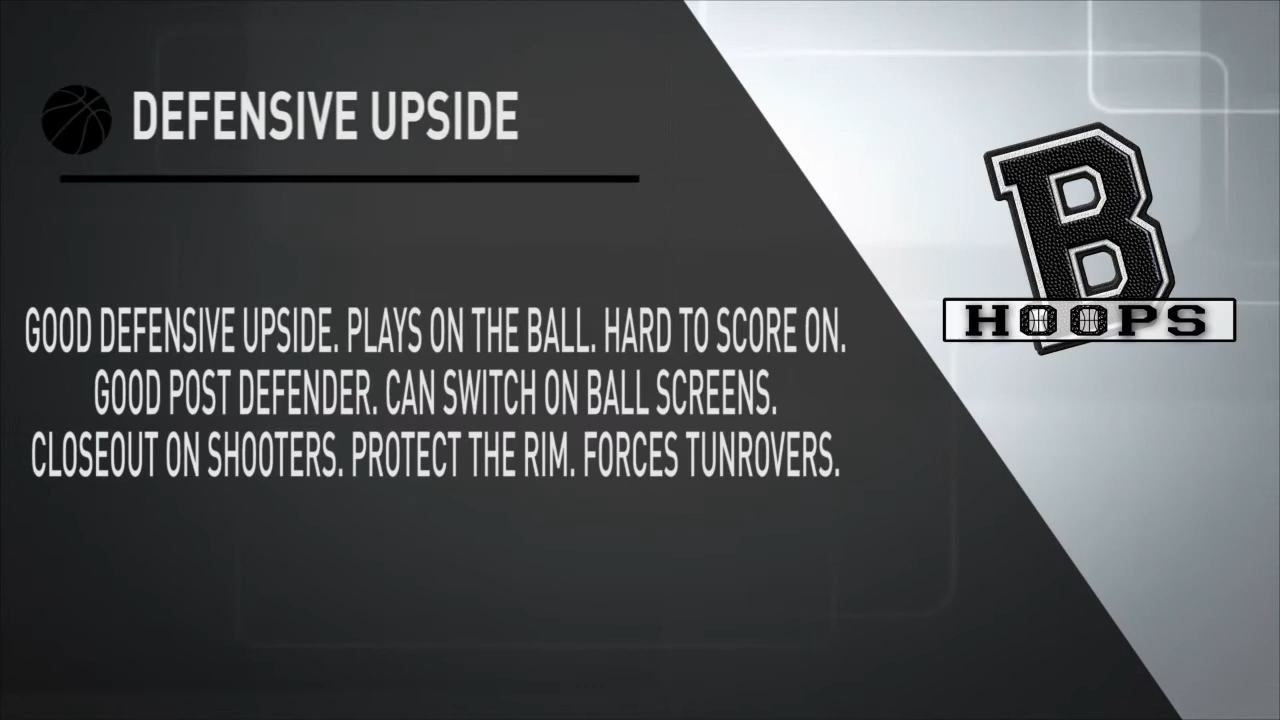 DEFENSIVE UPSIDE
GOOD DEFENSIVE UPSIDE. PLAYS ON THE BALL. HARD TO SCORE ON.
GOOD POST DEFENDER. CAN SWITCH ON BALL SCREENS.
CLOSEOUT ON SHOOTERS. PROTECT THE RIM. FORCES TUNROVERS.
B
HOOPS